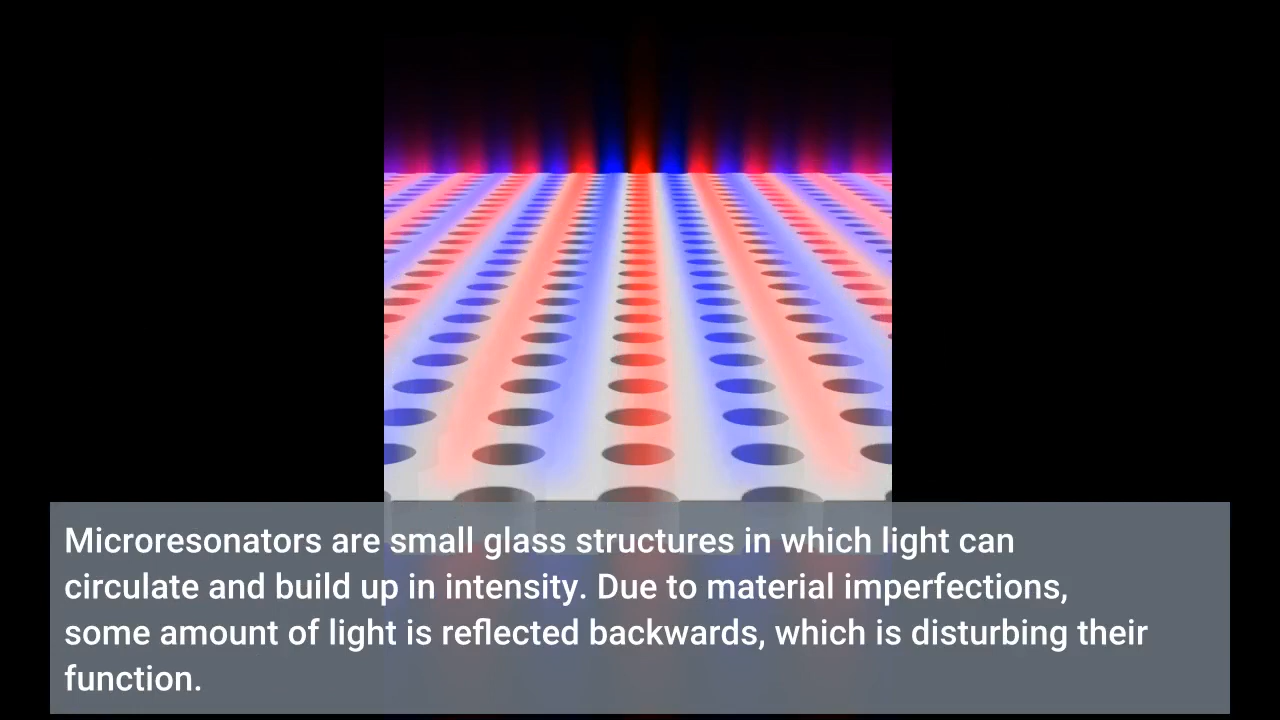 Microresonators are small glass structures in which light can
circulate and build up in intensity. Due to material imperfections,
some amount of light is reflected backwards, which is disturbing their
function.